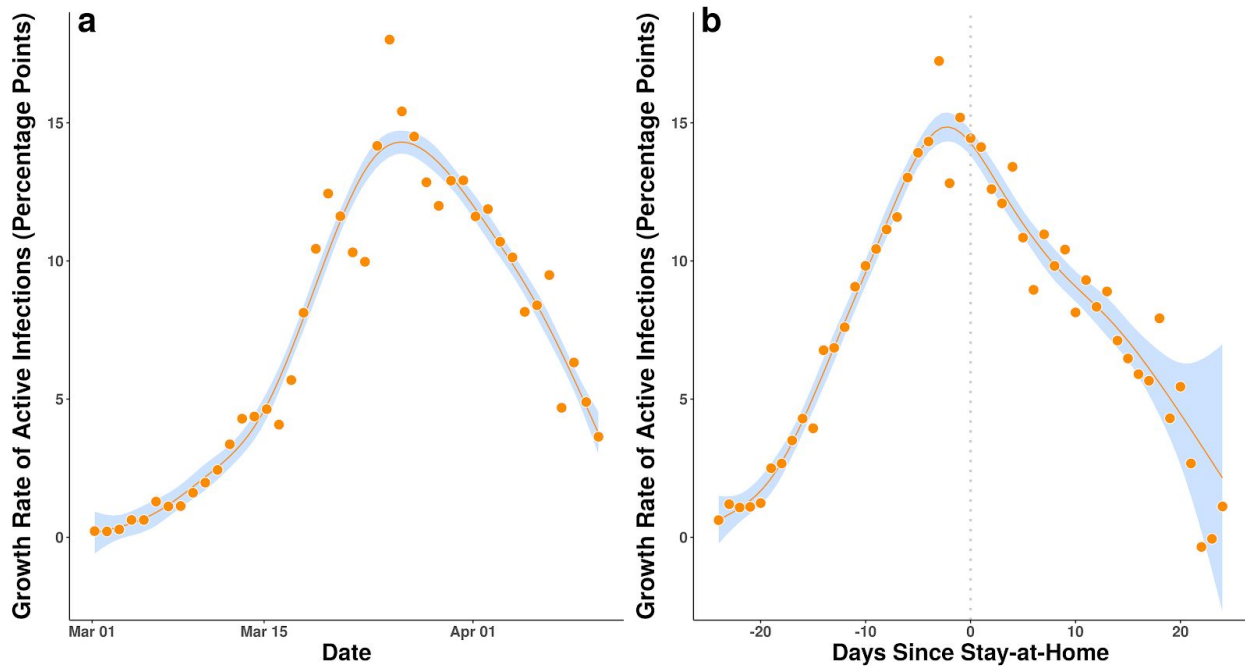 a
Growth Rate of Active Infections (Percentage Points)
15
10
5
0
Mar 01
Mar 15
Apr 01
Date
b
Growth Rate of Active Infections (Percentage Points)
15
10
5
0
-20
-10
0
10
20
Days Since Stay-at-Home